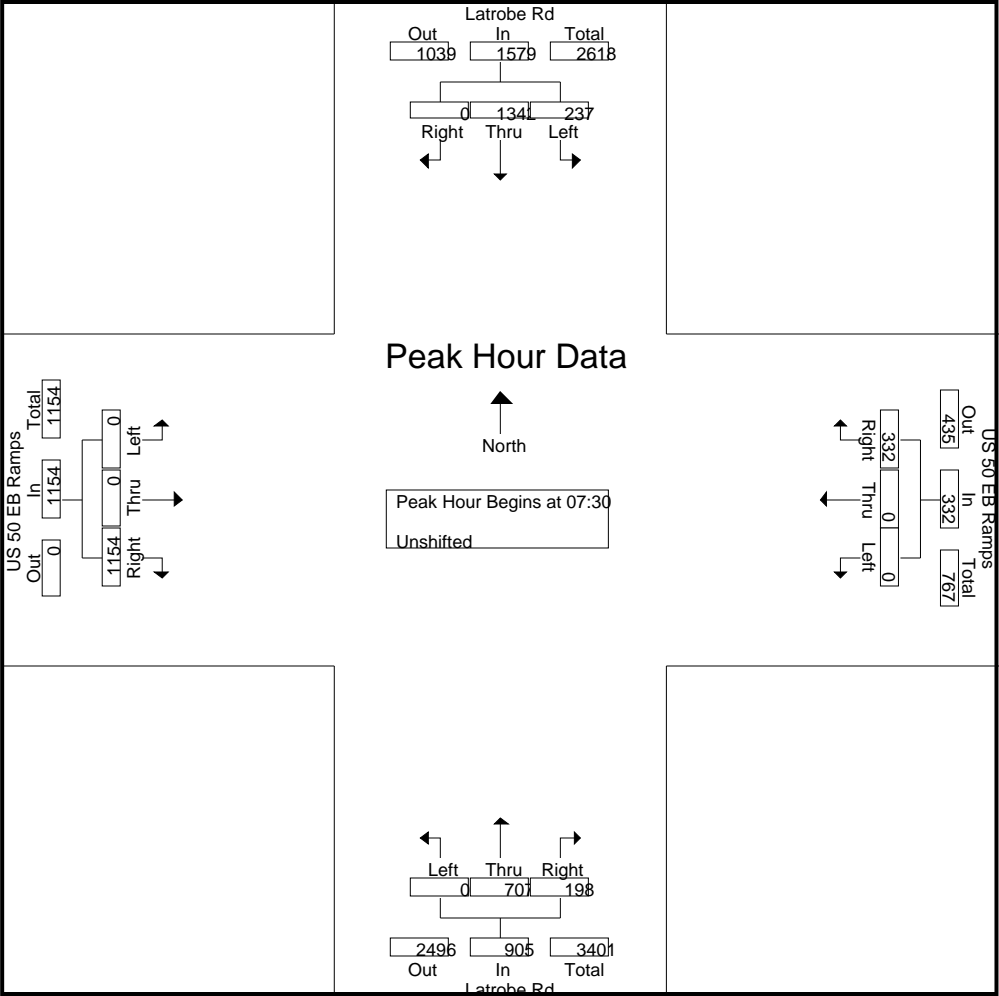 Latrobe Rd
Out In Total
1039 1579 2618
0 1341 237
Right Thru Left
Peak Hour Data
North
Peak Hour Begins at 07:30
Unshifted
US 50 EB Ramps
Total In Out
1154 1154 0
0 0 1154
Left Thru Right
US 50 EB Ramps
Out In Total
435 332 767
332 0 0
Right Thru Left
Left Thru Right
0 707 198
2496 905 3401
Out In Total
Latrobe Rd